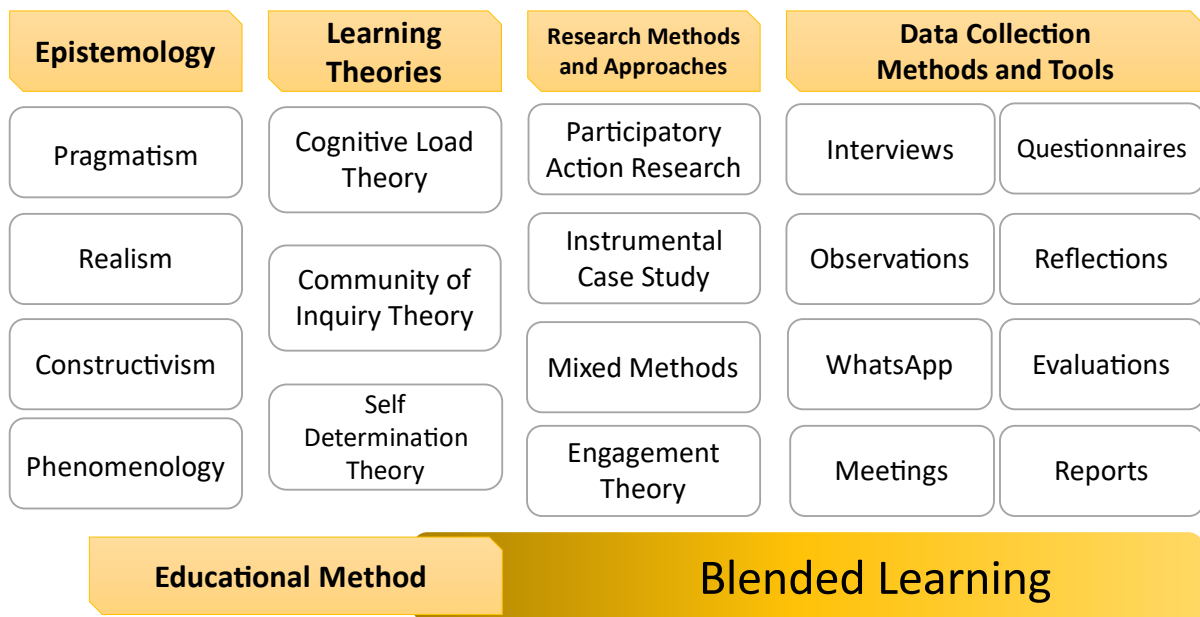 Epistemology
Pragmatism
Realism
Constructivism
Phenomenology
Learning
Theories
Cognitive Load
Theory
Community of
Inquiry Theory
Self
Determination
Theory
Research Methods
and Approaches
Participatory
Action Research
Instrumental
Case Study
Mixed Methods
Engagement
Theory
Data Collection
Methods and Tools
Interviews
Questionnaires
Observations
Reflections
WhatsApp
Evaluations
Meetings
Reports
Educational Method
Blended Learning